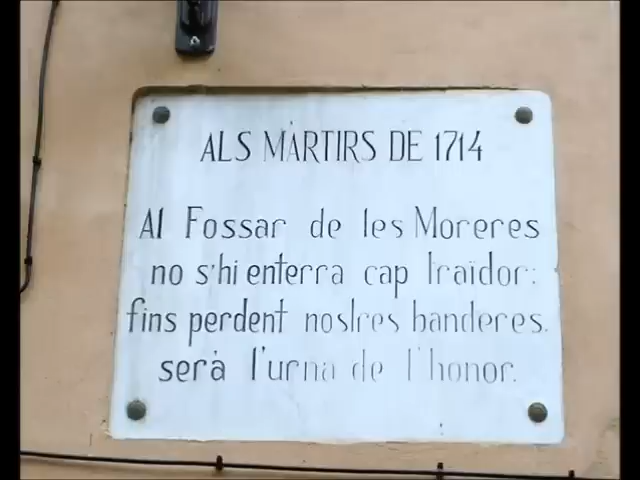 ALS MÀRTIRS DE 1714
Al Fossar de les Moreres
no s'hi enterra cap traïdor:
fins perdent nostres banderes.
serà l'urna de l'honor.